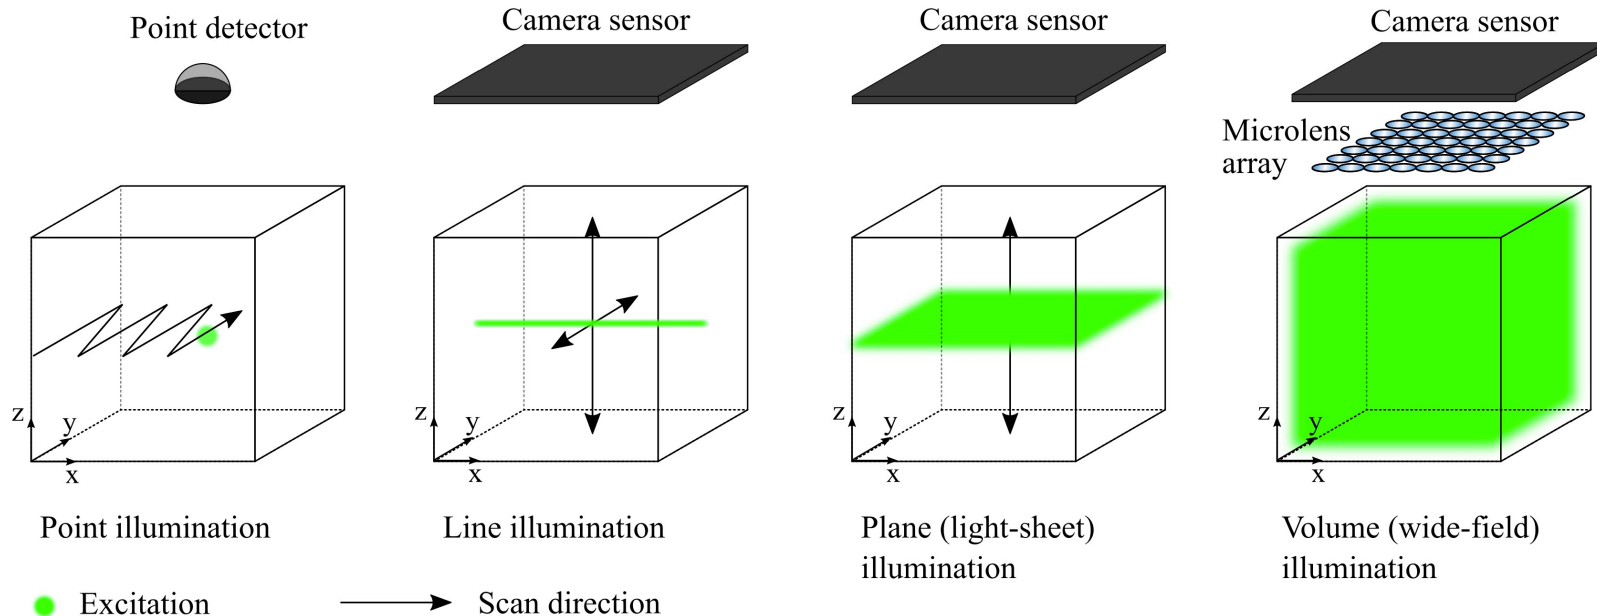 Point detector
Camera sensor
Camera sensor
Camera sensor
Microlens
array
z
y
x
z
y
x
z
y
x
z
y
x
Point illumination
Line illumination
Plane (light-sheet)
illumination
Volume (wide-field)
illumination
Excitation
Scan direction